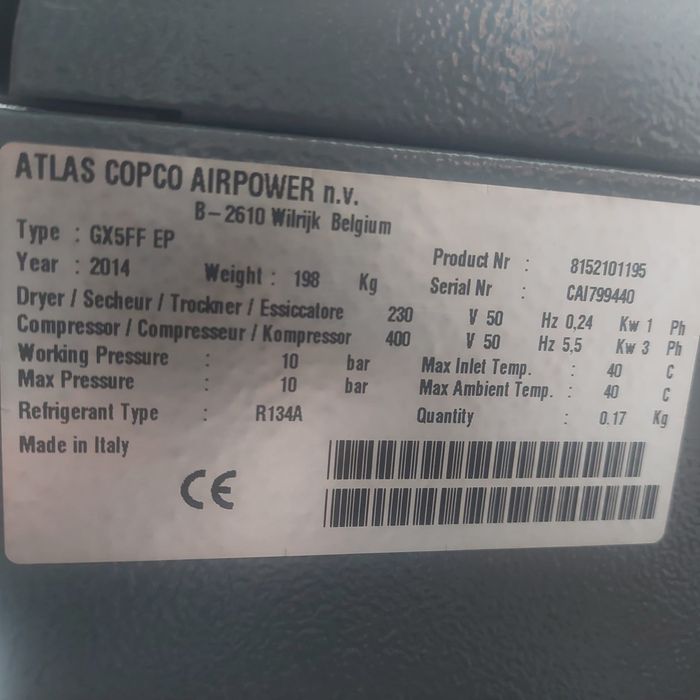 ATLAS COPCO AIRPOWER n.v.
B-2610 Wilrijk Belgium
Type : GX5FF EP
Product Nr : 8152101195
Year : 2014 Weight : 198 Kg
Serial Nr : CAI799440
Dryer / Secheur / Trockner / Essiccatore 230 V 50 Hz 0,24 Kw 1 Ph
Compressor / Compresseur / Kompressor 400 V 50 Hz 5,5 Kw 3 Ph
Working Pressure : 10 bar Max Inlet Temp. : 40 C
Max Pressure : 10 bar Max Ambient Temp. : 40 C
Refrigerant Type : R134A Quantity : 0.17 Kg
Made in Italy
CE